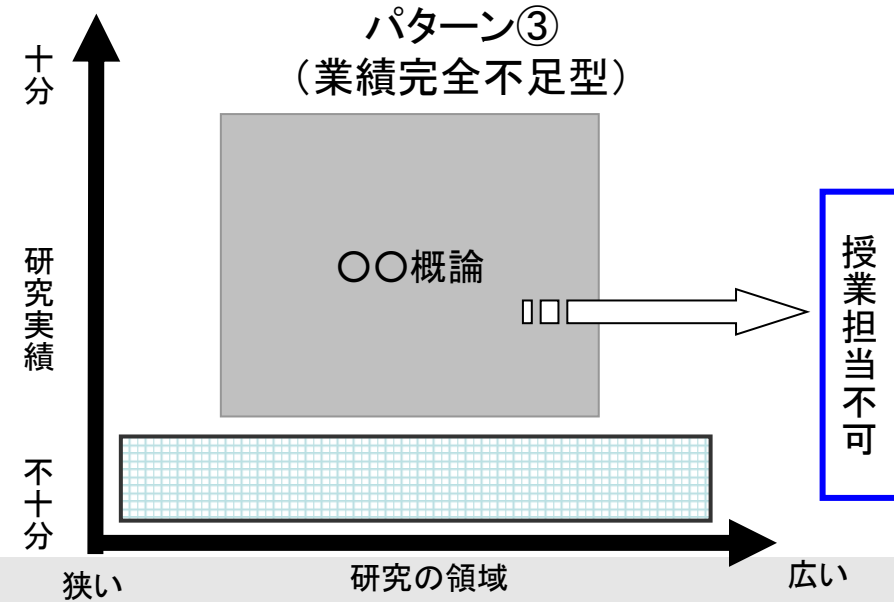 パターン③
（業績完全不足型）
十分
研究実績
不十分
〇〇概論
授業担当不可
狭い
研究の領域
広い